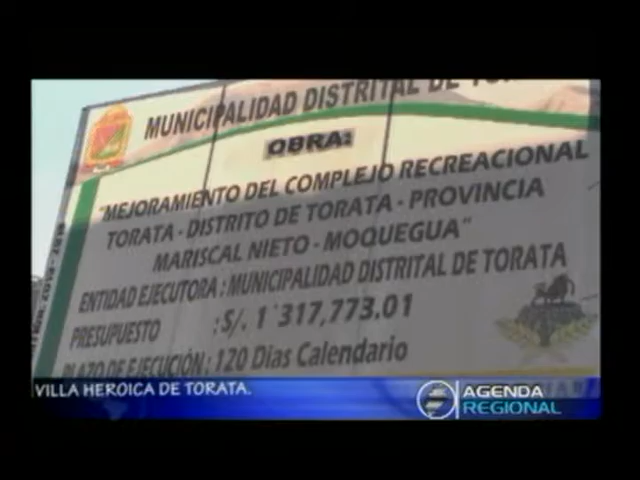 MUNICIPALIDAD DISTRITAL DE TORA
OBRA:
"MEJORAMIENTO DEL COMPLEJO RECREACIONAL
TORATA - DISTRITO DE TORATA - PROVINCIA
MARISCAL NIETO - MOQUEGUA"
ENTIDAD EJECUTORA : MUNICIPALIDAD DISTRITAL DE TORATA
PRESUPUESTO : S/. 1´317,773.01
PLAZO DE EJECUCIÓN : 120 Dias Calendario
VILLA HEROICA DE TORATA.
AGENDA
REGIONAL